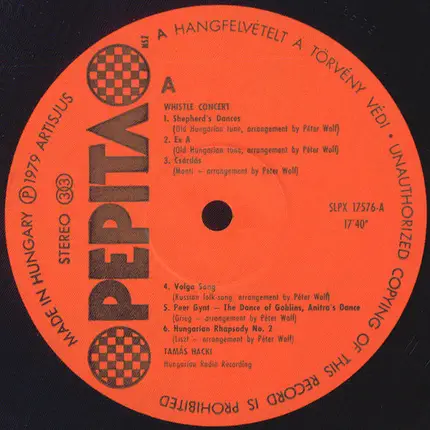 A HANGFELVÉTELT A TÖRVÉNY VÉDI • UNAUTHORIZED COPYING OF THIS RECORD IS PROHIBITED
MADE IN HUNGARY Ⓟ 1979 ARTISJUS
STEREO 33
PEPITA
MSZ
A
WHISTLE CONCERT
1. Shepherd's Dances
(Old Hungarian tune, arrangement by Péter Wolf)
2. Ea A
(Old Hungarian tune, arrangement by Péter Wolf)
3. Csárdás
(Monti – arrangement by Péter Wolf)
SLPX 17576-A
17'40"
4. Volga Song
(Russian folk-song, arrangement by Péter Wolf)
5. Peer Gynt – The Dance of Goblins, Anitra's Dance
(Grieg – arrangement by Péter Wolf)
6. Hungarian Rhapsody No. 2
(Liszt – arrangement by Péter Wolf)
TAMÁS HACKI
Hungarian Radio Recording